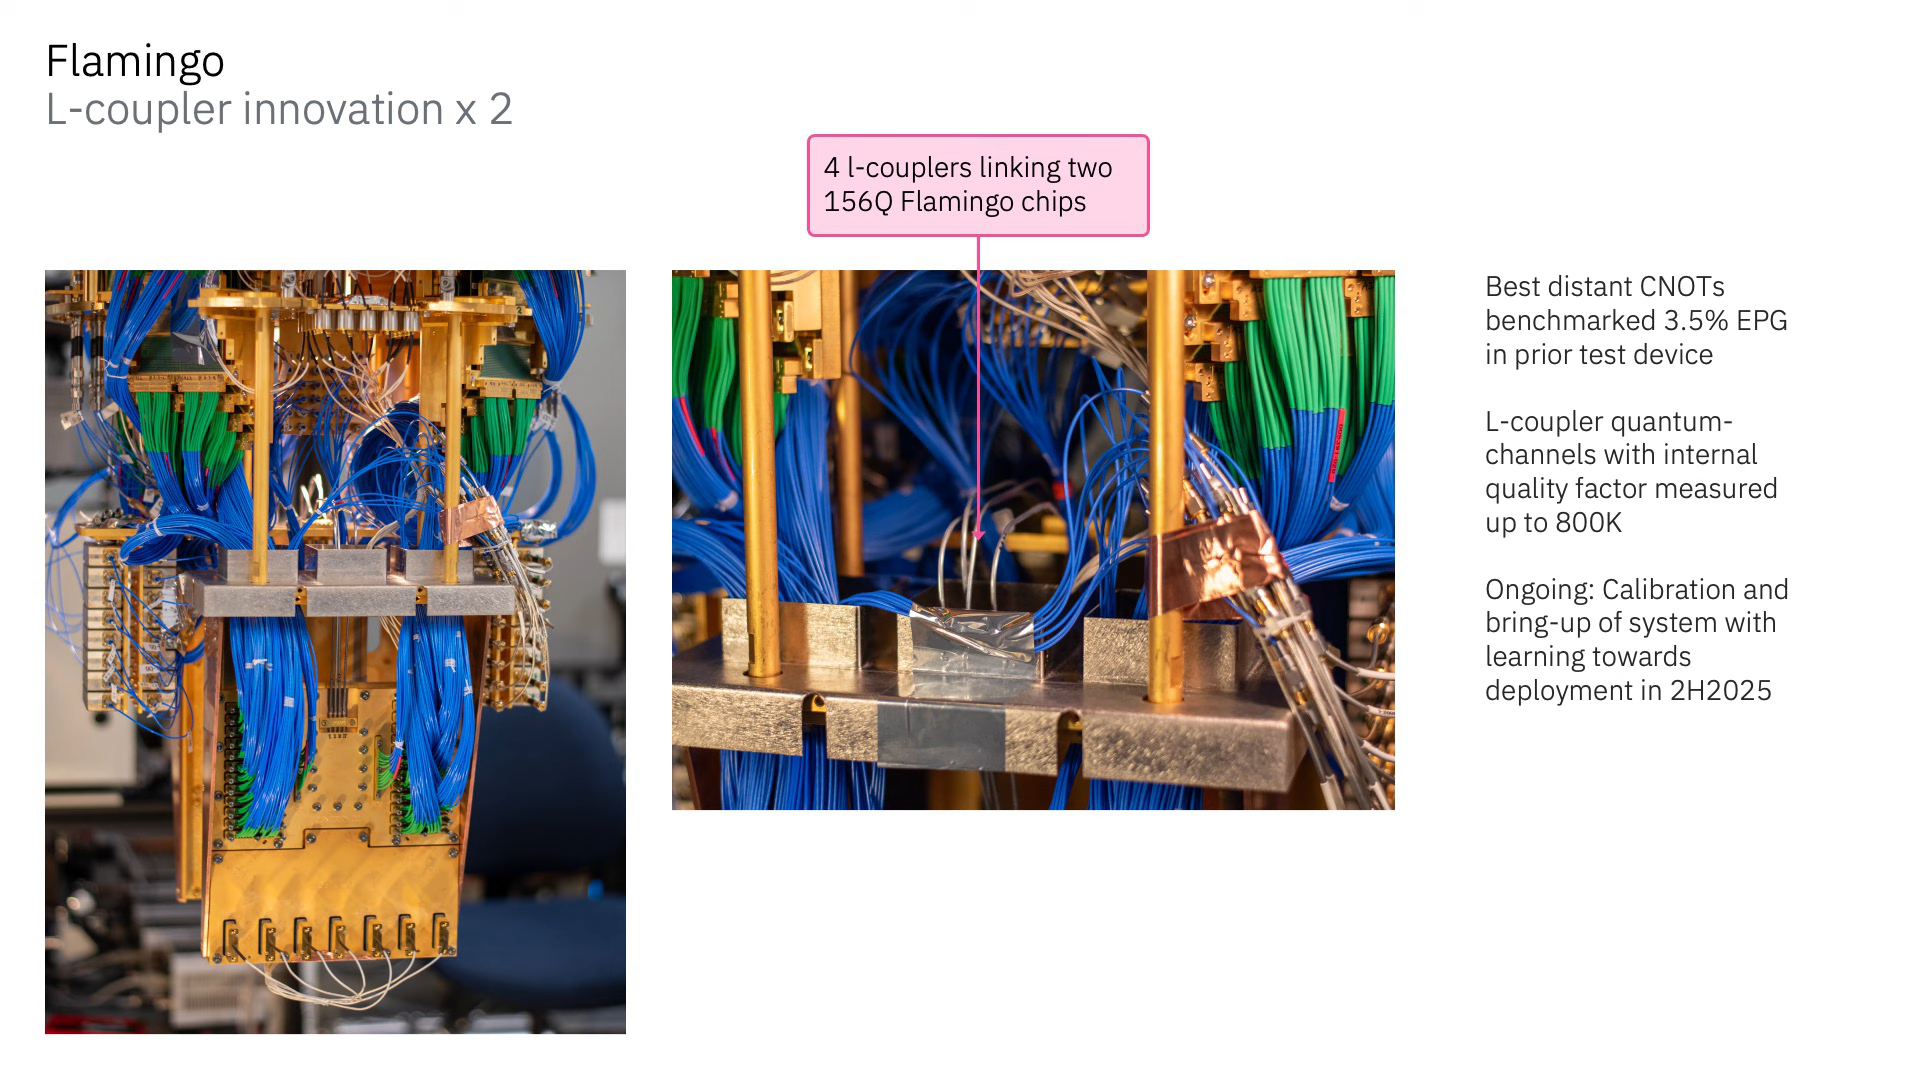 Flamingo
L-coupler innovation x 2
4 l-couplers linking two
156Q Flamingo chips
Best distant CNOTs
benchmarked 3.5% EPG
in prior test device
L-coupler quantum-
channels with internal
quality factor measured
up to 800K
Ongoing: Calibration and
bring-up of system with
learning towards
deployment in 2H2025